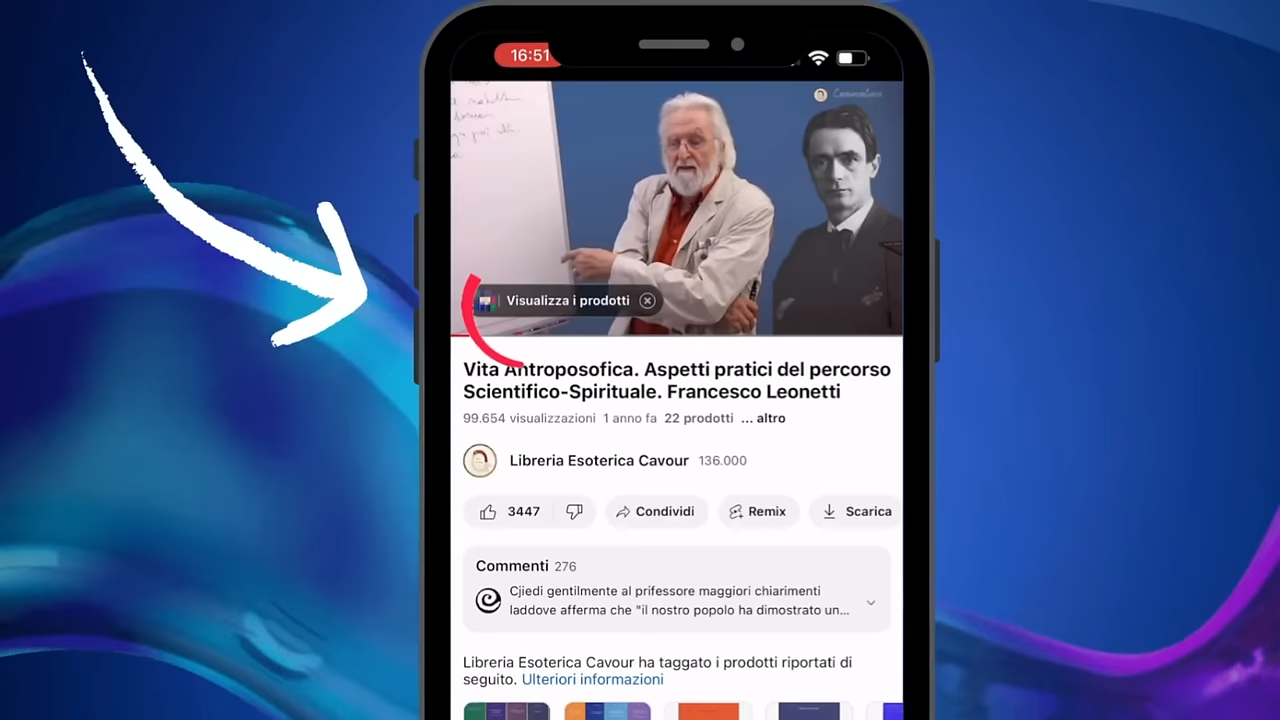 16:51
Visualizza i prodotti
Vita Antroposofica. Aspetti pratici del percorso
Scientifico-Spirituale. Francesco Leonetti
99.654 visualizzazioni 1 anno fa 22 prodotti ... altro
Libreria Esoterica Cavour 136.000
3447 Condividi Remix Scarica
Commenti 276
Cjiedi gentilmente al prifessore maggiori chiarimenti
laddove afferma che "il nostro popolo ha dimostrato un...
Libreria Esoterica Cavour ha taggato i prodotti riportati di
seguito. Ulteriori informazioni